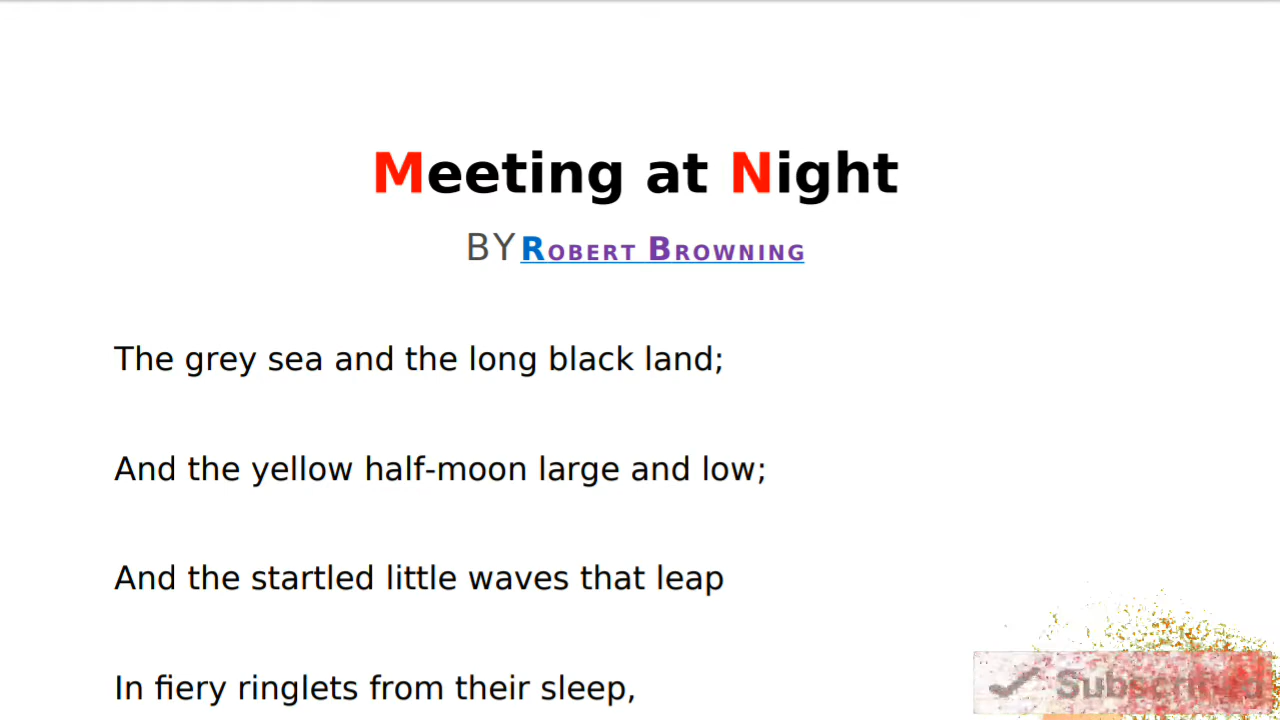 Meeting at Night
BY ROBERT BROWNING
The grey sea and the long black land;
And the yellow half-moon large and low;
And the startled little waves that leap
In fiery ringlets from their sleep,
Subscribed